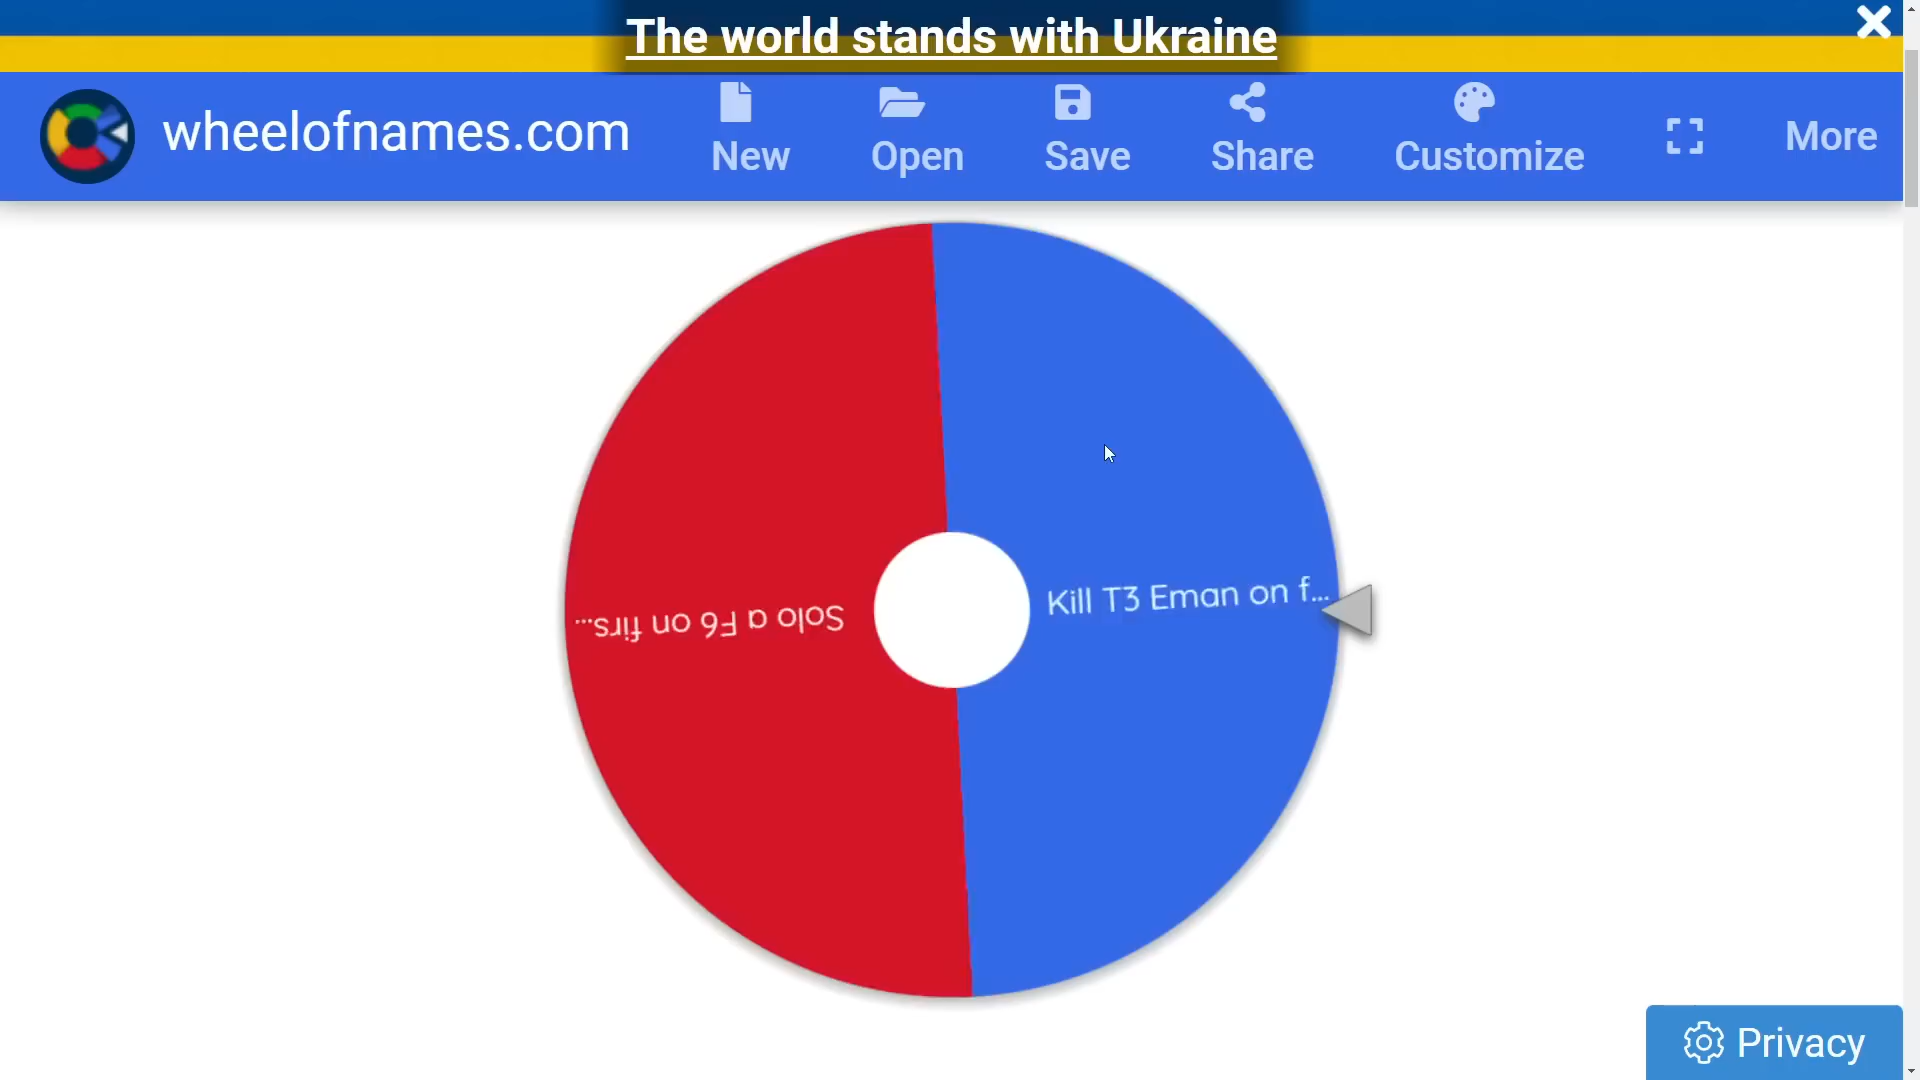 The world stands with Ukraine
wheelofnames.com
New
Open
Save
Share
Customize
More
Kill T3 Eman on f...
Solo a F6 on firs...
Privacy